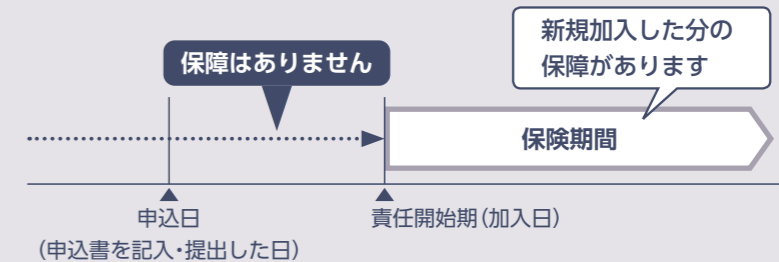 保障はありません
新規加入した分の
保障があります
保険期間
申込日
(申込書を記入・提出した日)
責任開始期(加入日)